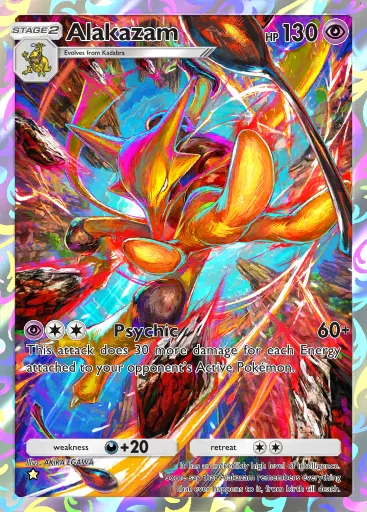 STAGE2
Alakazam
HP 130
Evolves from Kadabra
Psychic 60+
This attack does 30 more damage for each Energy
attached to your opponent's Active Pokémon.
weakness +20 retreat
Illus. AKIRA EGAWA
It has an incredibly high level of intelligence.
Some say that Alakazam remembers everything
that ever happens to it, from birth till death.